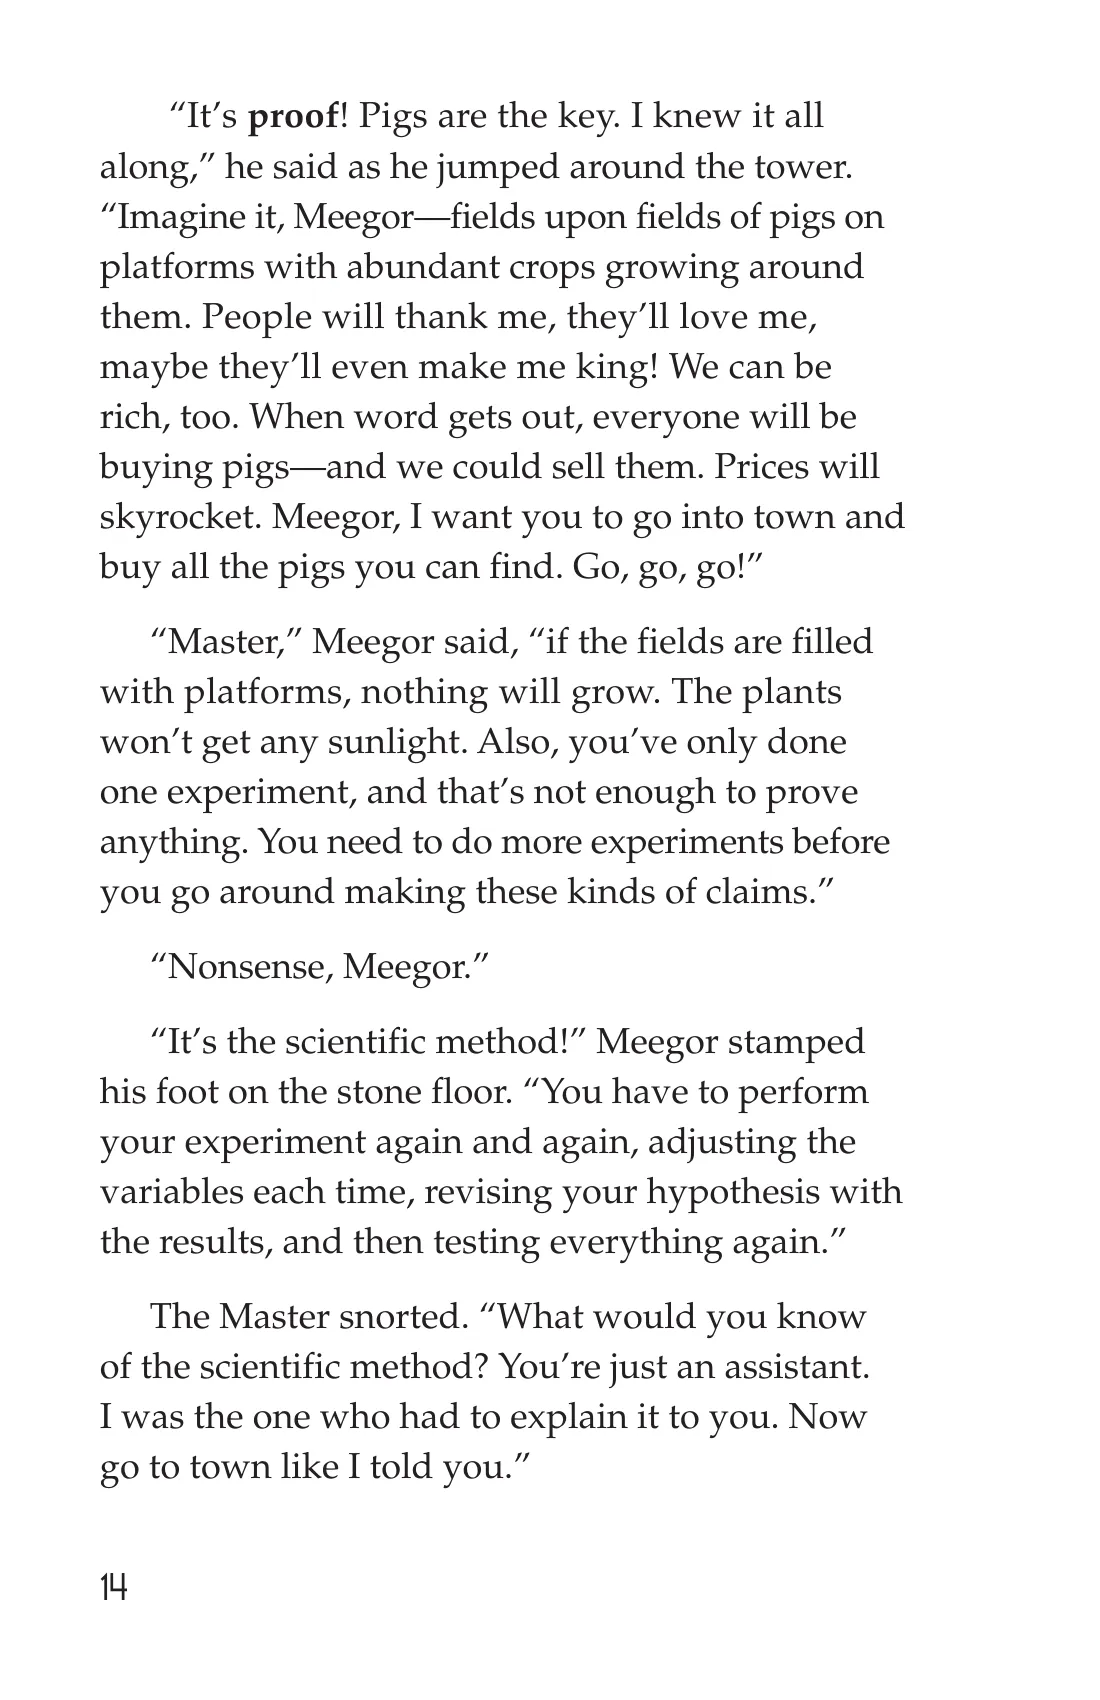 “It’s proof! Pigs are the key. I knew it all
along,” he said as he jumped around the tower.
“Imagine it, Meegor—fields upon fields of pigs on
platforms with abundant crops growing around
them. People will thank me, they’ll love me,
maybe they’ll even make me king! We can be
rich, too. When word gets out, everyone will be
buying pigs—and we could sell them. Prices will
skyrocket. Meegor, I want you to go into town and
buy all the pigs you can find. Go, go, go!”
“Master,” Meegor said, “if the fields are filled
with platforms, nothing will grow. The plants
won’t get any sunlight. Also, you’ve only done
one experiment, and that’s not enough to prove
anything. You need to do more experiments before
you go around making these kinds of claims.”
“Nonsense, Meegor.”
“It’s the scientific method!” Meegor stamped
his foot on the stone floor. “You have to perform
your experiment again and again, adjusting the
variables each time, revising your hypothesis with
the results, and then testing everything again.”
The Master snorted. “What would you know
of the scientific method? You’re just an assistant.
I was the one who had to explain it to you. Now
go to town like I told you.”
14